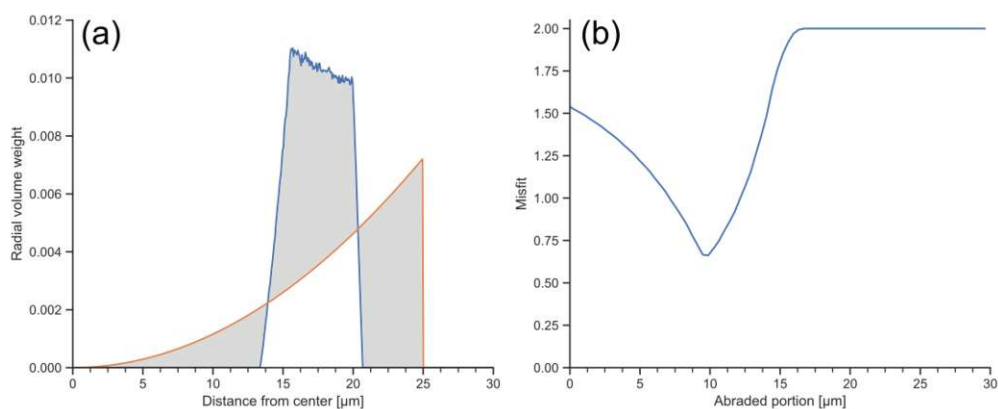 (a)
Radial volume weight
0.012
0.010
0.008
0.006
0.004
0.002
0.000
0 5 10 15 20 25 30
Distance from center [µm]
(b)
Misfit
2.00
1.75
1.50
1.25
1.00
0.75
0.50
0.25
0.00
0 5 10 15 20 25 30
Abraded portion [µm]